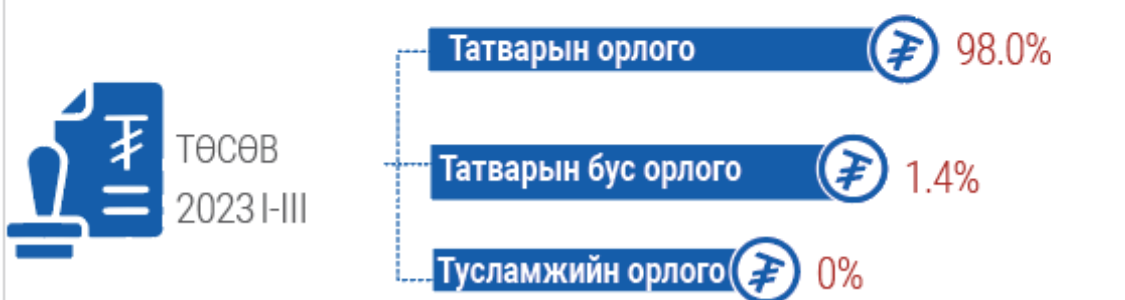 ТӨСӨВ
2023 I-III
Татварын орлого
98.0%
Татварын бус орлого
1.4%
Тусламжийн орлого
0%